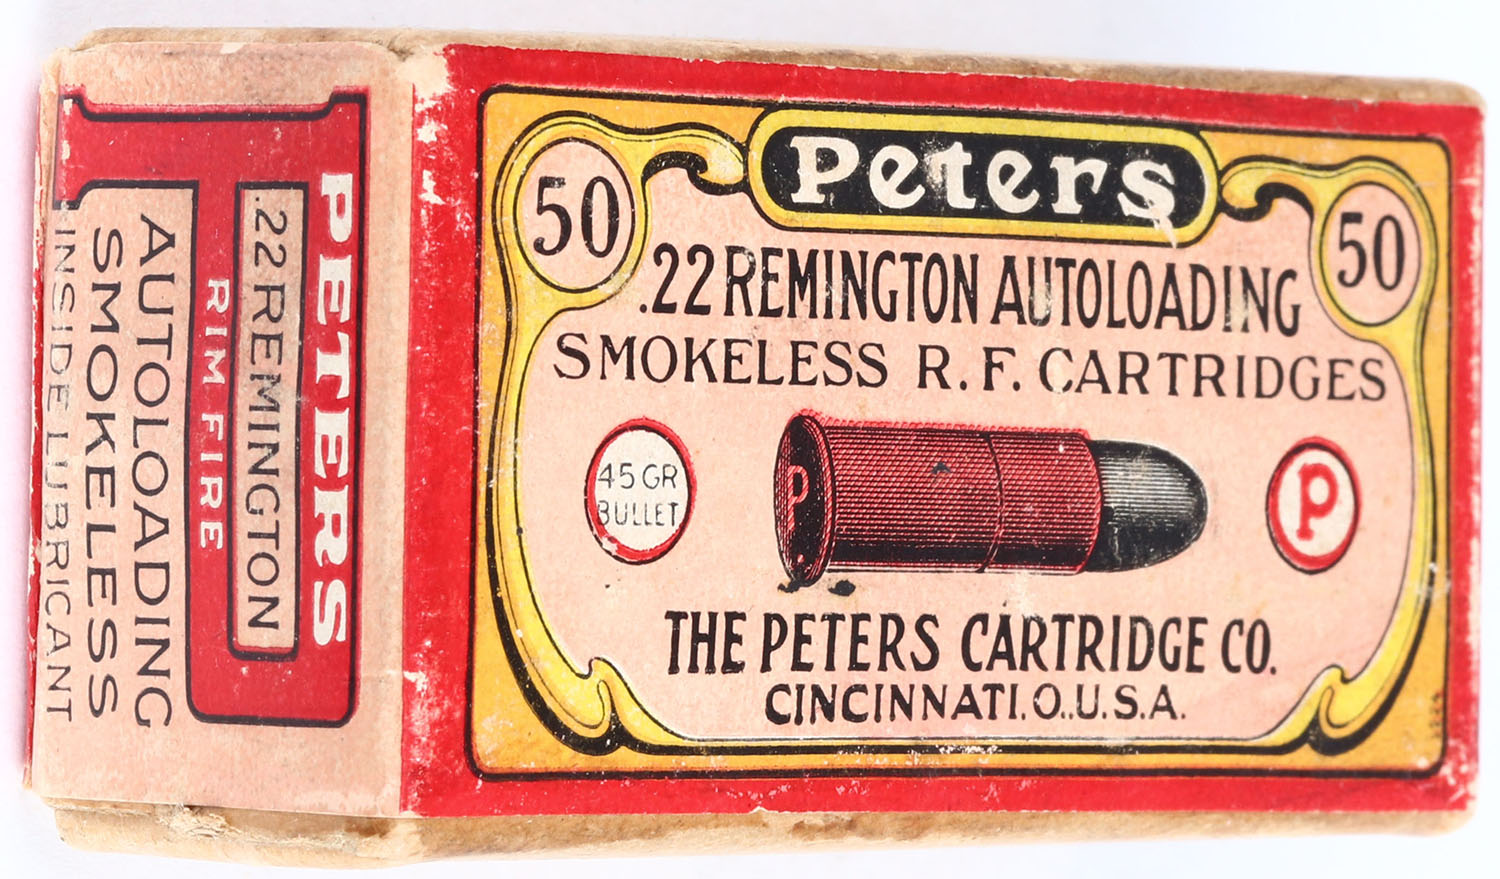 Peters
50
50
.22 REMINGTON AUTOLOADING
SMOKELESS R.F. CARTRIDGES
45 GR
BULLET
P
P
THE PETERS CARTRIDGE CO.
CINCINNATI.O.U.S.A.
PETERS
.22 REMINGTON
RIM FIRE
AUTOLOADING
SMOKELESS
INSIDE LUBRICANT